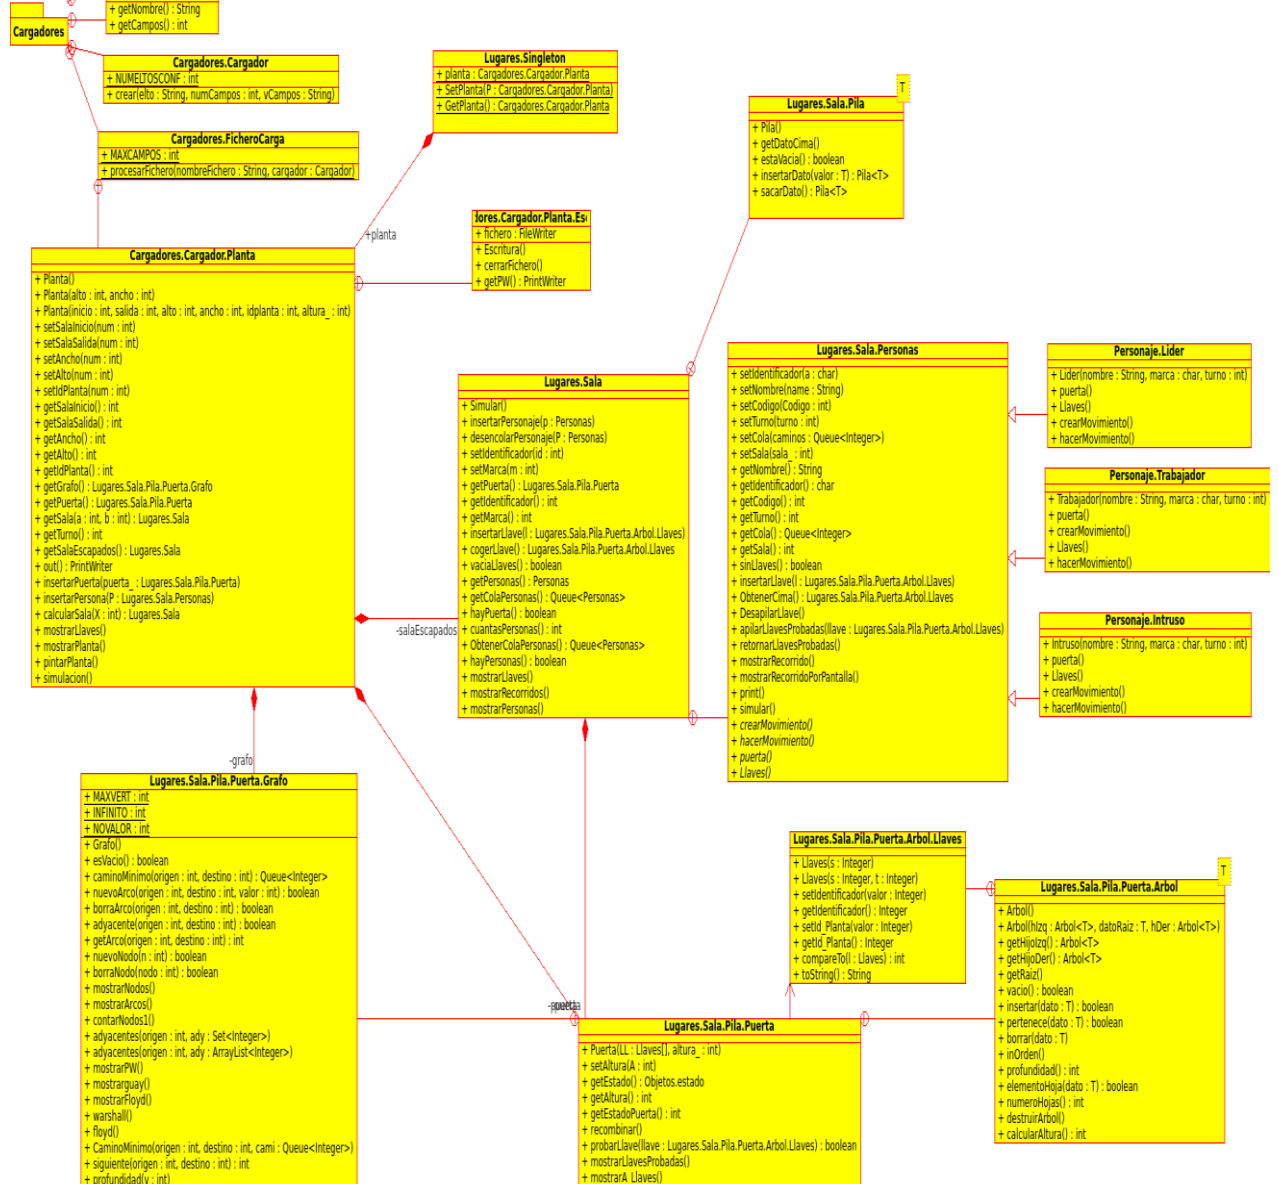 + getNombre() : String
+ getCampos() : int
Cargadores
Cargadores.Cargador
+ NUMELTOSCONF : int
+ crear(elto : String, numCampos : int, vCampos : String)
Cargadores.FicheroCarga
+ MAXCAMPOS : int
+ procesarFichero(nombreFichero : String, cargador : Cargador)
Lugares.Singleton
+ planta : Cargadores.Cargador.Planta
+ SetPlanta(P : Cargadores.Cargador.Planta)
+ GetPlanta() : Cargadores.Cargador.Planta
T
Lugares.Sala.Pila
+ Pila()
+ getDatoCima()
+ estaVacia() : boolean
+ insertarDato(valor : T) : Pila<T>
+ sacarDato() : Pila<T>
+planta
dores.Cargador.Planta.Esc
+ fichero : FileWriter
+ Escritura()
+ cerrarFichero()
+ getPW() : PrintWriter
Cargadores.Cargador.Planta
+ Planta()
+ Planta(alto : int, ancho : int)
+ Planta(inicio : int, salida : int, alto : int, ancho : int, idplanta : int, altura_ : int)
+ setSalaInicio(num : int)
+ setSalaSalida(num : int)
+ setAncho(num : int)
+ setAlto(num : int)
+ setIdPlanta(num : int)
+ getSalaInicio() : int
+ getSalaSalida() : int
+ getAncho() : int
+ getAlto() : int
+ getIdPlanta() : int
+ getGrafo() : Lugares.Sala.Pila.Puerta.Grafo
+ getPuerta() : Lugares.Sala.Pila.Puerta
+ getSala(a : int, b : int) : Lugares.Sala
+ getTurno() : int
+ getSalaEscapados() : Lugares.Sala
+ out() : PrintWriter
+ insertarPuerta(puerta_ : Lugares.Sala.Pila.Puerta)
+ insertarPersona(P : Lugares.Sala.Personas)
+ calcularSala(X : int) : Lugares.Sala
+ mostrarLlaves()
+ mostrarPlanta()
+ pintarPlanta()
+ simulacion()
-salaEscapados
Lugares.Sala
+ Simular()
+ insertarPersonaje(p : Personas)
+ desencolarPersonaje(P : Personas)
+ setIdentificador(id : int)
+ setMarca(m : int)
+ getPuerta() : Lugares.Sala.Pila.Puerta
+ getIdentificador() : int
+ getMarca() : int
+ insertarLlave(l : Lugares.Sala.Pila.Puerta.Arbol.Llaves)
+ cogerLlave() : Lugares.Sala.Pila.Puerta.Arbol.Llaves
+ vaciaLlaves() : boolean
+ getPersonas() : Personas
+ getColaPersonas() : Queue<Personas>
+ hayPuerta() : boolean
+ cuantasPersonas() : int
+ ObtenerColaPersonas() : Queue<Personas>
+ hayPersonas() : boolean
+ mostrarLlaves()
+ mostrarRecorridos()
+ mostrarPersonas()
Lugares.Sala.Personas
+ setIdentificador(a : char)
+ setNombre(name : String)
+ setCodigo(Codigo : int)
+ setTurno(turno : int)
+ setCola(caminos : Queue<Integer>)
+ setSala(sala_ : int)
+ getNombre() : String
+ getIdentificador() : char
+ getCodigo() : int
+ getTurno() : int
+ getCola() : Queue<Integer>
+ getSala() : int
+ sinLlaves() : boolean
+ insertarLlave(l : Lugares.Sala.Pila.Puerta.Arbol.Llaves)
+ ObtenerCima() : Lugares.Sala.Pila.Puerta.Arbol.Llaves
+ DesapilarLlave()
+ apilarLlavesProbadas(llave : Lugares.Sala.Pila.Puerta.Arbol.Llaves)
+ retornarLlavesProbadas()
+ mostrarRecorrido()
+ mostrarRecorridoPorPantalla()
+ print()
+ simular()
+ crearMovimiento()
+ hacerMovimiento()
+ puerta()
+ Llaves()
Personaje.Lider
+ Lider(nombre : String, marca : char, turno : int)
+ puerta()
+ Llaves()
+ crearMovimiento()
+ hacerMovimiento()
Personaje.Trabajador
+ Trabajador(nombre : String, marca : char, turno : int)
+ puerta()
+ crearMovimiento()
+ Llaves()
+ hacerMovimiento()
Personaje.Intruso
+ Intruso(nombre : String, marca : char, turno : int)
+ puerta()
+ Llaves()
+ crearMovimiento()
+ hacerMovimiento()
-grafo
Lugares.Sala.Pila.Puerta.Grafo
+ MAXVERT : int
+ INFINITO : int
+ NOVALOR : int
+ Grafo()
+ esVacio() : boolean
+ caminoMinimo(origen : int, destino : int) : Queue<Integer>
+ nuevoArco(origen : int, destino : int, valor : int) : boolean
+ borraArco(origen : int, destino : int) : boolean
+ adyacente(origen : int, destino : int) : boolean
+ getArco(origen : int, destino : int) : int
+ nuevoNodo(n : int) : boolean
+ borraNodo(nodo : int) : boolean
+ mostrarNodos()
+ mostrarArcos()
+ contarNodos1()
+ adyacentes(origen : int, ady : Set<Integer>)
+ adyacentes(origen : int, ady : ArrayList<Integer>)
+ mostrarPW()
+ mostrarguay()
+ mostrarFloyd()
+ warshall()
+ floyd()
+ CaminoMinimo(origen : int, destino : int, cami : Queue<Integer>)
+ siguiente(origen : int, destino : int) : int
+ profundidad(v : int)
Lugares.Sala.Pila.Puerta
+ Puerta(LL : Llaves[], altura_ : int)
+ setAltura(A : int)
+ getEstado() : Objetos.estado
+ getAltura() : int
+ getEstadoPuerta() : int
+ recombinar()
+ probarLlave(llave : Lugares.Sala.Pila.Puerta.Arbol.Llaves) : boolean
+ mostrarLlavesProbadas()
+ mostrarA_Llaves()
Lugares.Sala.Pila.Puerta.Arbol.Llaves
+ Llaves(s : Integer)
+ Llaves(s : Integer, t : Integer)
+ setIdentificador(valor : Integer)
+ getIdentificador() : Integer
+ setId_Planta(valor : Integer)
+ getId_Planta() : Integer
+ compareTo(l : Llaves) : int
+ toString() : String
T
Lugares.Sala.Pila.Puerta.Arbol
+ Arbol()
+ Arbol(hIzq : Arbol<T>, datoRaiz : T, hDer : Arbol<T>)
+ getHijoIzq() : Arbol<T>
+ getHijoDer() : Arbol<T>
+ getRaiz()
+ vacio() : boolean
+ insertar(dato : T) : boolean
+ pertenece(dato : T) : boolean
+ borrar(dato : T)
+ inOrden()
+ profundidad() : int
+ elementoHoja(dato : T) : boolean
+ numeroHojas() : int
+ destruirArbol()
+ calcularAltura() : int